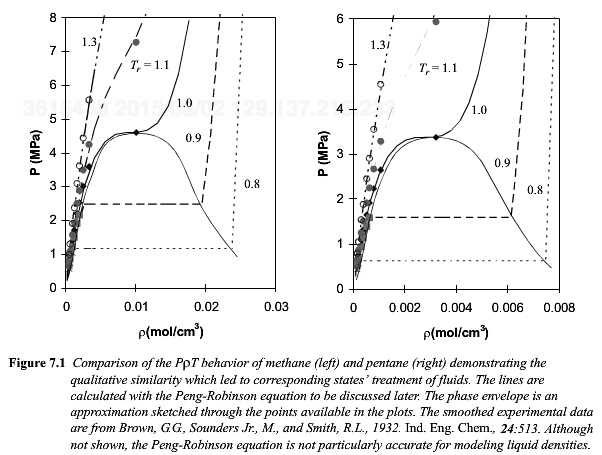 8
7
6
5
4
3
2
1
0
P (MPa)
0
0.01
0.02
0.03
ρ(mol/cm³)
1.3
Tr = 1.1
1.0
0.9
0.8
6
5
4
3
2
1
0
P (MPa)
0
0.002
0.004
0.006
0.008
ρ(mol/cm³)
1.3
Tr = 1.1
1.0
0.9
0.8
Figure 7.1 Comparison of the PρT behavior of methane (left) and pentane (right) demonstrating the
qualitative similarity which led to corresponding states' treatment of fluids. The lines are
calculated with the Peng-Robinson equation to be discussed later. The phase envelope is an
approximation sketched through the points available in the plots. The smoothed experimental data
are from Brown, G.G., Sounders Jr., M., and Smith, R.L., 1932. Ind. Eng. Chem., 24:513. Although
not shown, the Peng-Robinson equation is not particularly accurate for modeling liquid densities.